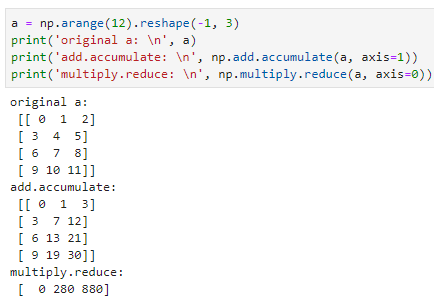 a = np.arange(12).reshape(-1, 3)
print('original a: \n', a)
print('add.accumulate: \n', np.add.accumulate(a, axis=1))
print('multiply.reduce: \n', np.multiply.reduce(a, axis=0))
original a:
 [[ 0  1  2]
 [ 3  4  5]
 [ 6  7  8]
 [ 9 10 11]]
add.accumulate:
 [[ 0  1  3]
 [ 3  7 12]
 [ 6 13 21]
 [ 9 19 30]]
multiply.reduce:
 [  0 280 880]